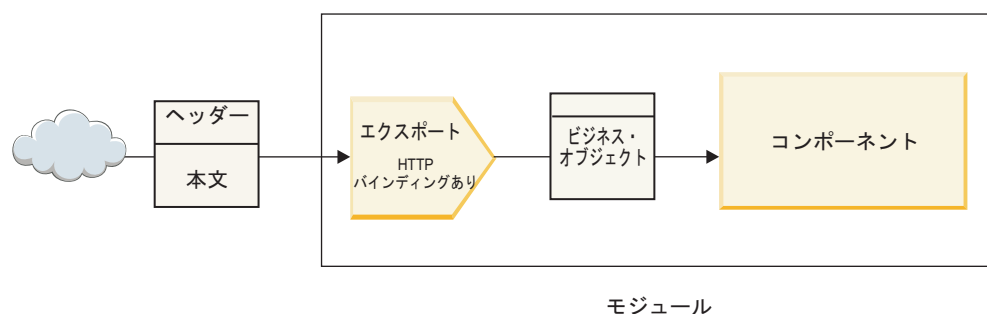 ヘッダー
本文
エクスポート
HTTP
バインディングあり
ビジネス・
オブジェクト
コンポーネント
モジュール